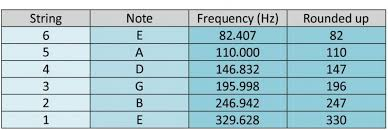 String Note Frequency (Hz) Rounded up
6 E 82.407 82
5 A 110.000 110
4 D 146.832 147
3 G 195.998 196
2 B 246.942 247
1 E 329.628 330